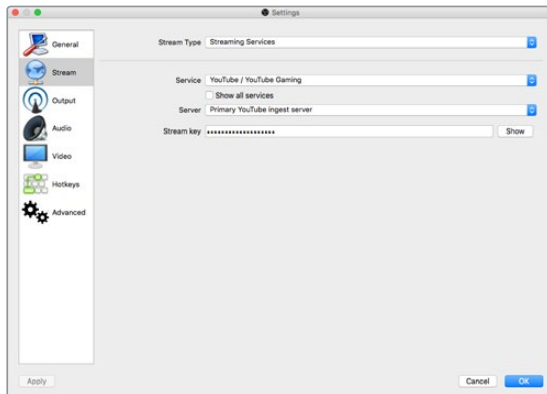 Settings
General
Stream
Output
Audio
Video
Hotkeys
Advanced
Stream Type Streaming Services
Service YouTube / YouTube Gaming
Show all services
Server Primary YouTube ingest server
Stream key ••••••••••••••••••• Show
Apply Cancel OK